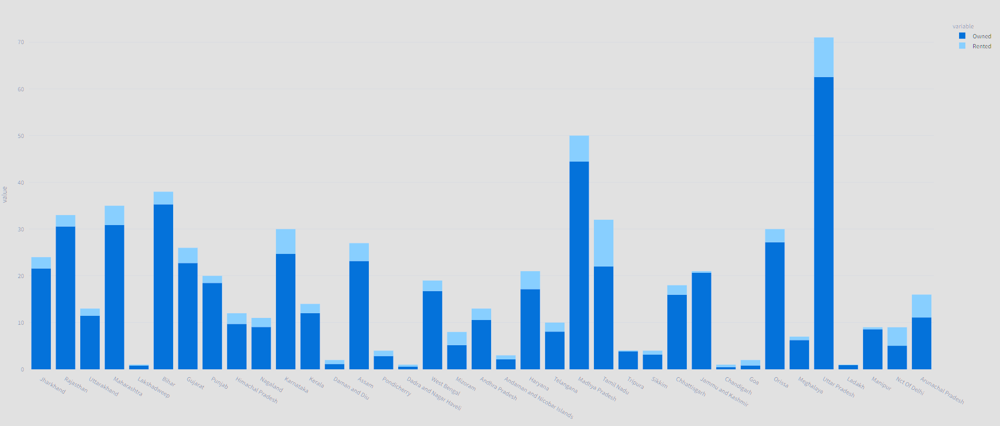 variable
Owned
Rented
70
60
50
40
30
20
10
0
value
Jharkhand
Rajasthan
Uttarakhand
Maharashtra
Lakshadweep
Bihar
Gujarat
Punjab
Himachal Pradesh
Nagaland
Karnataka
Kerala
Daman and Diu
Assam
Pondicherry
Dadra and Nagar Haveli
West Bengal
Mizoram
Andhra Pradesh
Andaman and Nicobar Islands
Haryana
Telangana
Madhya Pradesh
Tamil Nadu
Tripura
Sikkim
Chhattisgarh
Jammu and Kashmir
Chandigarh
Goa
Orissa
Meghalaya
Uttar Pradesh
Ladakh
Manipur
Nct Of Delhi
Arunachal Pradesh